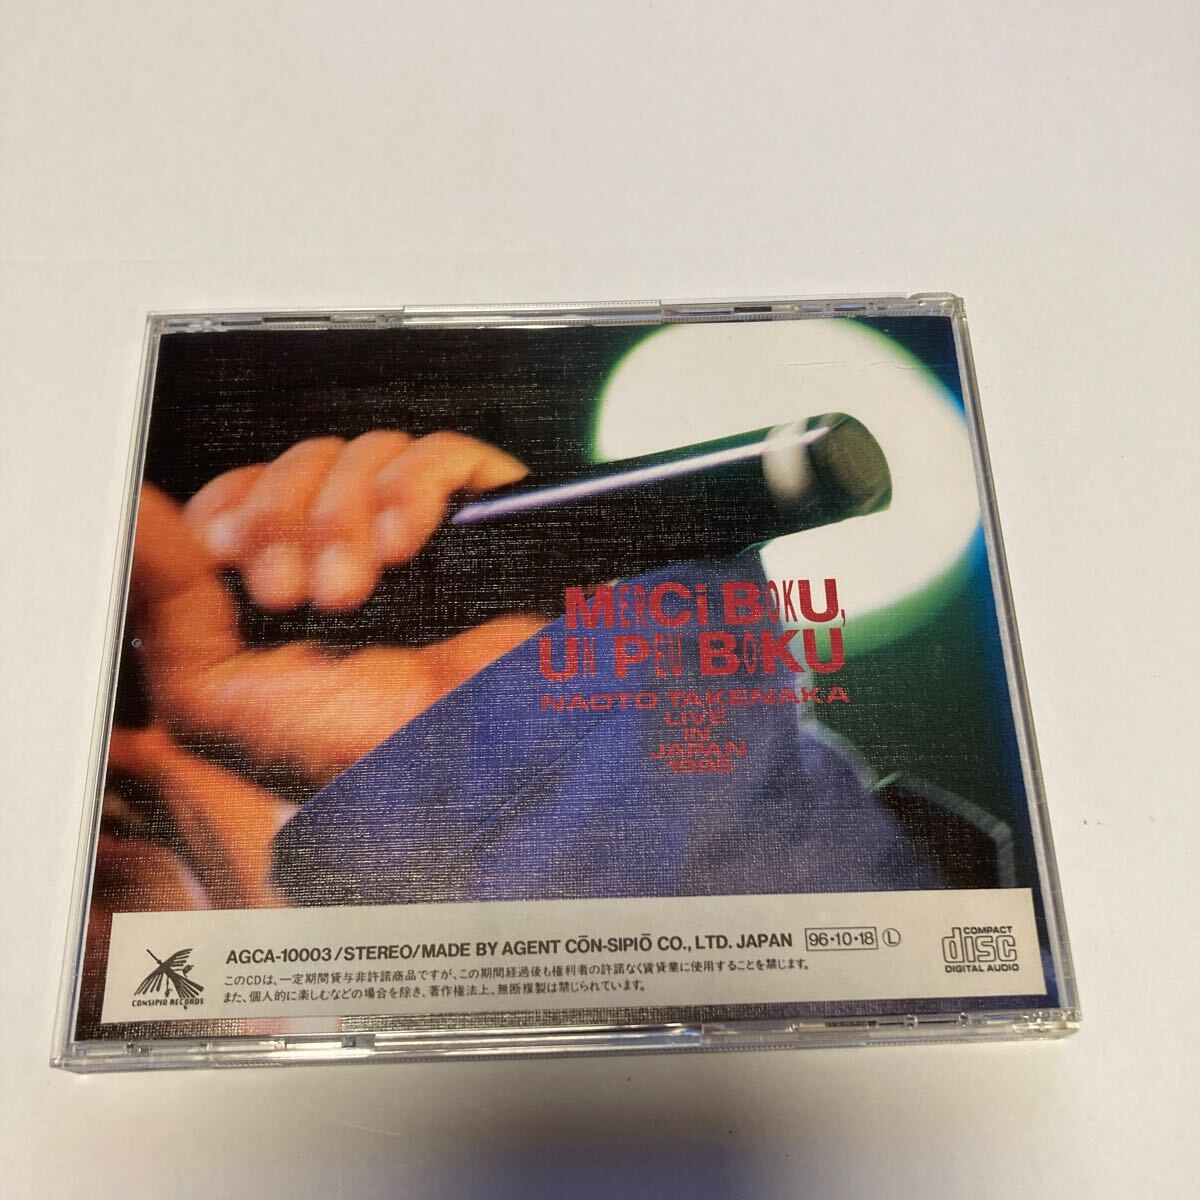 MERCi BOKU,
UN PEU BOKU
NAOTO TAKENAKA
LIVE
IN
JAPAN
1996
CONSIPIO RECORDS
AGCA-10003/STEREO/MADE BY AGENT CŌN-SIPIŌ CO., LTD. JAPAN 96·10·18 Ⓛ
このCDは、一定期間貸与非許諾商品ですが、この期間経過後も権利者の許諾なく賃貸業に使用することを禁じます。
また、個人的に楽しむなどの場合を除き、著作権法上、無断複製は禁じられています。
COMPACT
disc
DIGITAL AUDIO